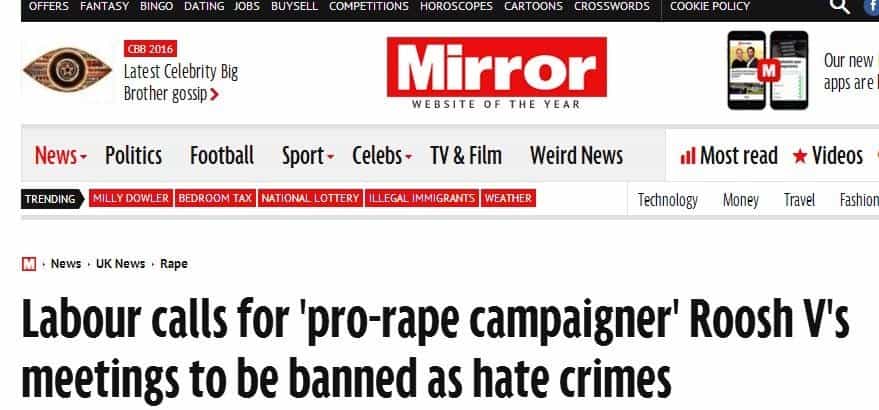 OFFERS FANTASY BINGO DATING JOBS BUYSELL COMPETITIONS HOROSCOPES CARTOONS CROSSWORDS COOKIE POLICY
CBB 2016
Latest Celebrity Big
Brother gossip
Mirror
WEBSITE OF THE YEAR
M
Our new
apps are
News Politics Football Sport Celebs TV & Film Weird News Most read Videos
TRENDING MILLY DOWLER BEDROOM TAX NATIONAL LOTTERY ILLEGAL IMMIGRANTS WEATHER Technology Money Travel Fashion
M News UK News Rape
Labour calls for 'pro-rape campaigner' Roosh V's
meetings to be banned as hate crimes